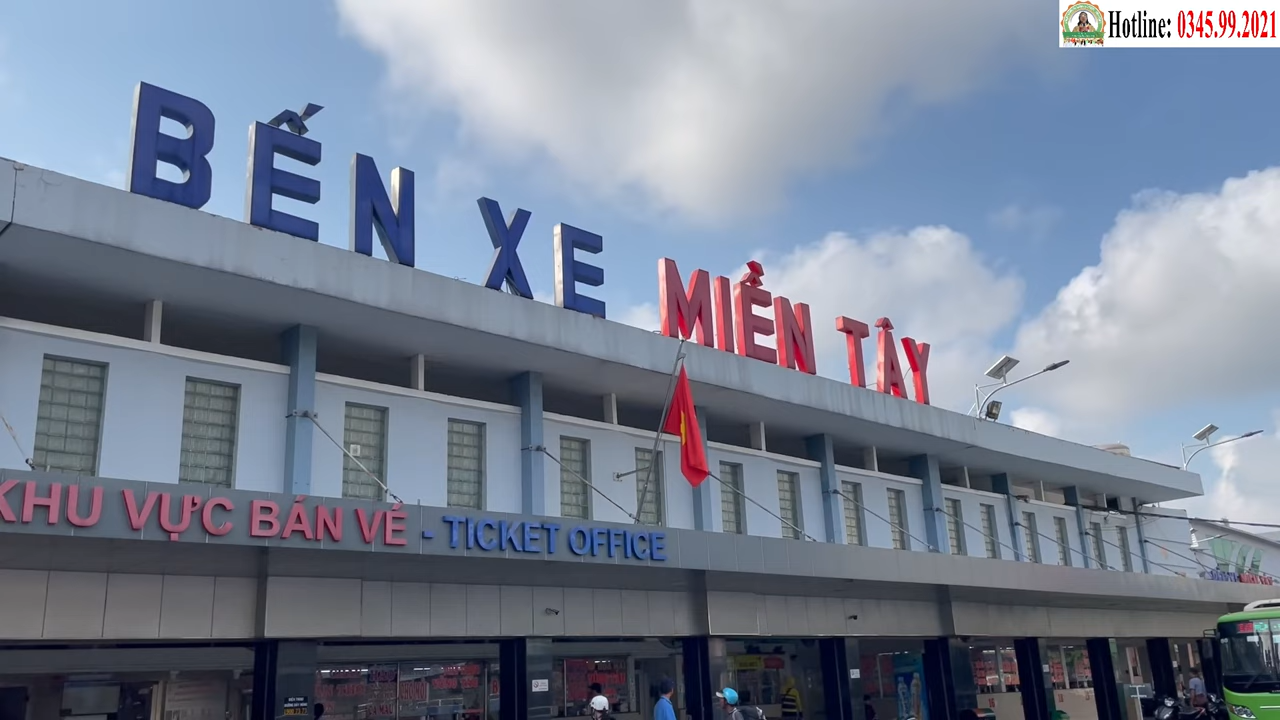 Hotline: 0345.99.2021
BẾN XE MIỀN TÂY
KHU VỰC BÁN VÉ - TICKET OFFICE